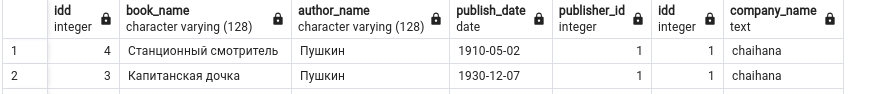 idd book_name author_name publish_date publisher_id idd company_name
integer character varying (128) character varying (128) date integer integer text
1 4 Станционный смотритель Пушкин 1910-05-02 1 1 chaihana
2 3 Капитанская дочка Пушкин 1930-12-07 1 1 chaihana